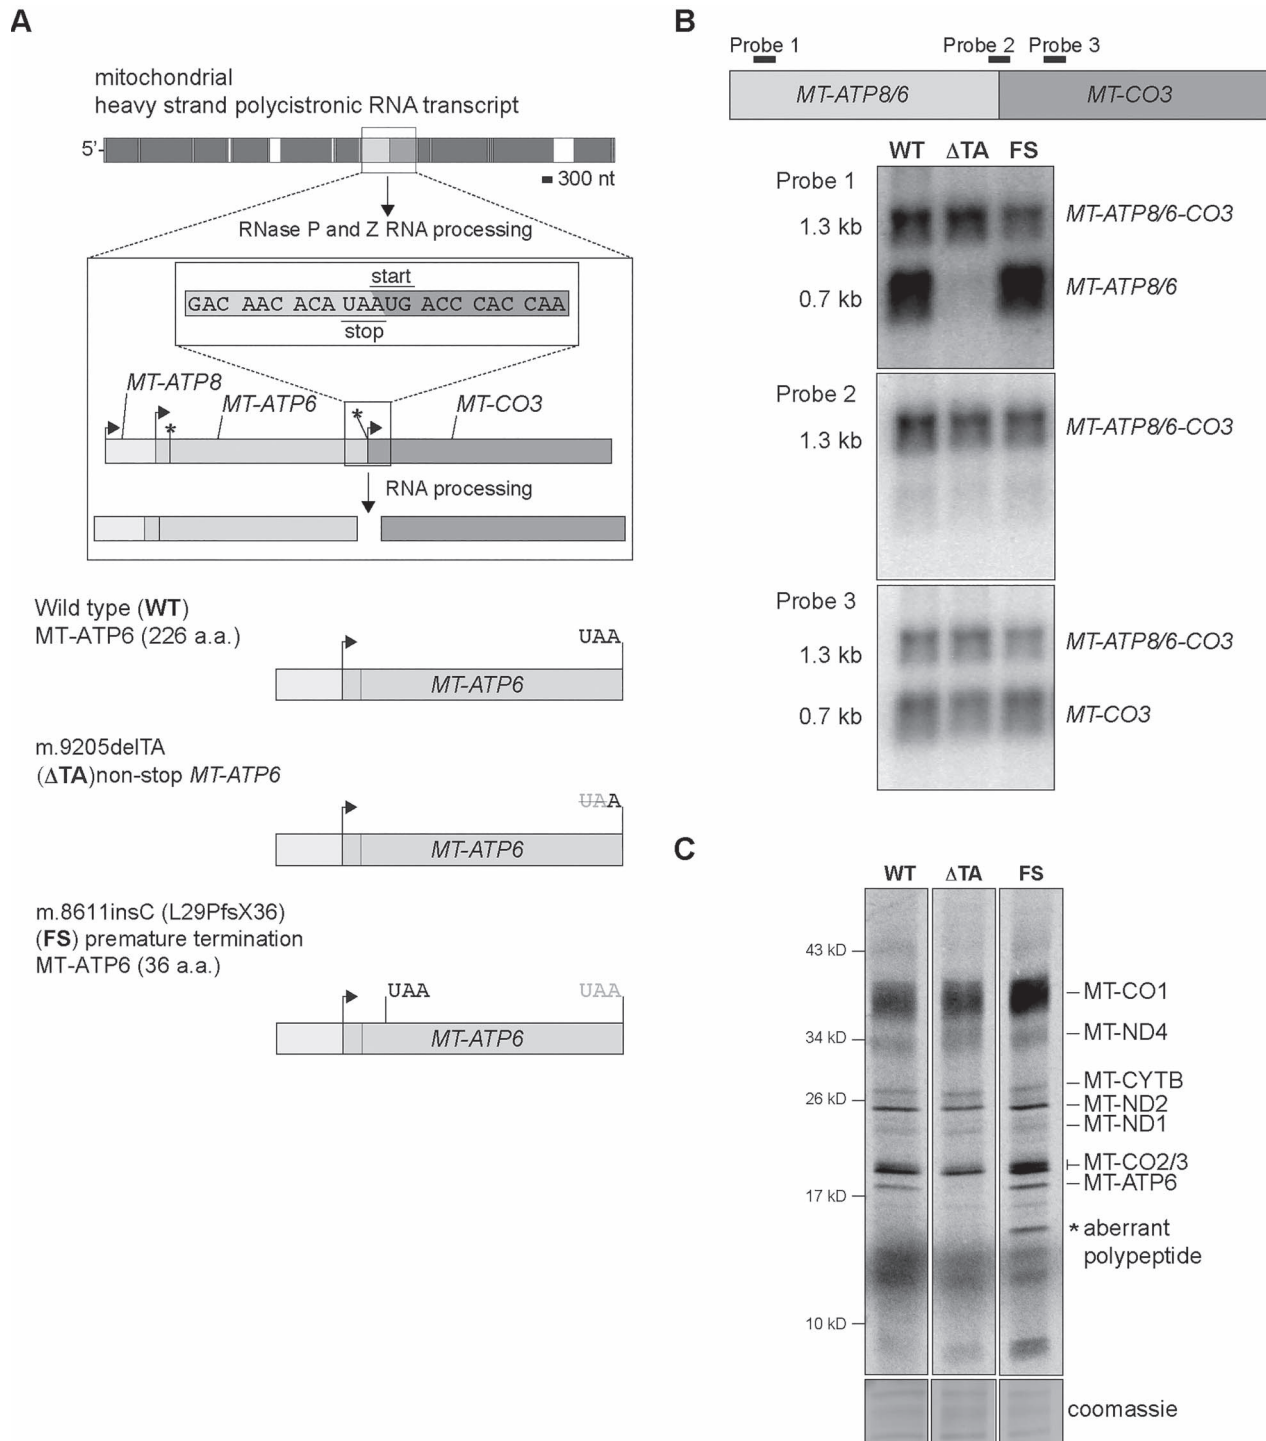 A
mitochondrial
heavy strand polycistronic RNA transcript
5'-
300 nt
RNase P and Z RNA processing
start
GAC AAC ACA UAAUG ACC CAC CAA
stop
MT-ATP8
MT-ATP6
MT-CO3
*
*
RNA processing
Wild type (WT)
MT-ATP6 (226 a.a.)
UAA
MT-ATP6
m.9205delTA
(ΔTA)non-stop MT-ATP6
UAA
MT-ATP6
m.8611insC (L29PfsX36)
(FS) premature termination
MT-ATP6 (36 a.a.)
UAA
UAA
MT-ATP6
B
Probe 1
Probe 2
Probe 3
MT-ATP8/6
MT-CO3
WT ΔTA FS
Probe 1
1.3 kb
MT-ATP8/6-CO3
0.7 kb
MT-ATP8/6
Probe 2
1.3 kb
MT-ATP8/6-CO3
Probe 3
1.3 kb
MT-ATP8/6-CO3
0.7 kb
MT-CO3
C
WT ΔTA FS
43 kD
34 kD
26 kD
17 kD
10 kD
MT-CO1
MT-ND4
MT-CYTB
MT-ND2
MT-ND1
MT-CO2/3
MT-ATP6
* aberrant
polypeptide
coomassie